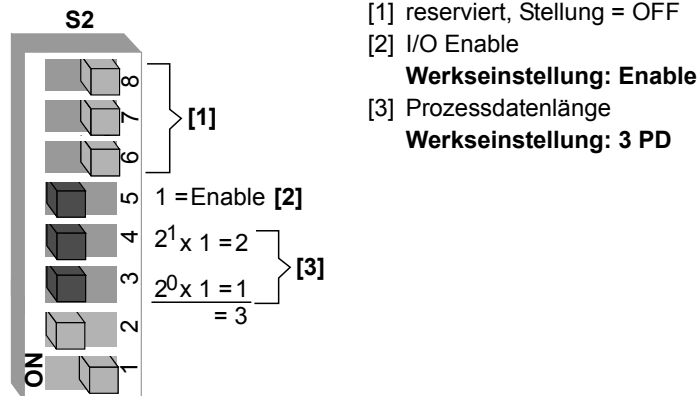 S2
8
7
6
[1]
5
1 = Enable [2]
4
2¹ x 1 = 2
3
2⁰ x 1 = 1
[3]
= 3
2
1
ON
[1] reserviert, Stellung = OFF
[2] I/O Enable
Werkseinstellung: Enable
[3] Prozessdatenlänge
Werkseinstellung: 3 PD